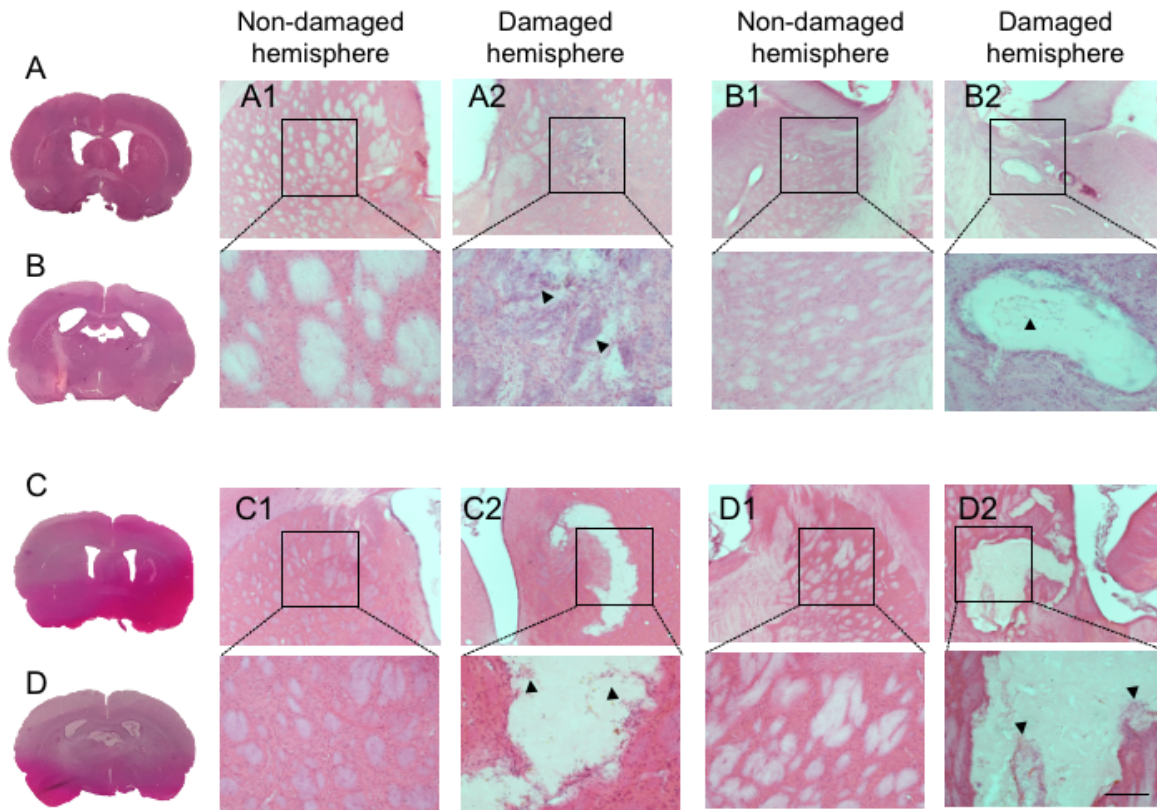 Non-damaged
hemisphere
Damaged
hemisphere
Non-damaged
hemisphere
Damaged
hemisphere
A
A1
A2
B1
B2
B
C
C1
C2
D1
D2
D